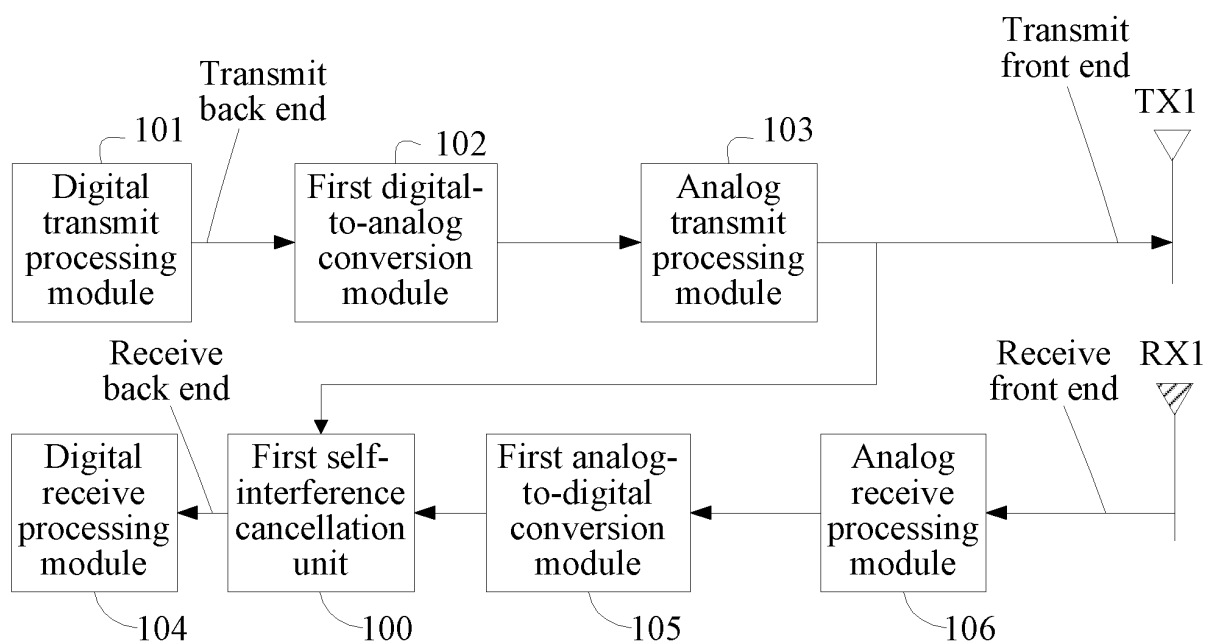 Transmit
back end
Transmit
front end
TX1
101
102
103
Digital
transmit
processing
module
First digital-
to-analog
conversion
module
Analog
transmit
processing
module
Receive
back end
Receive
front end
RX1
Digital
receive
processing
module
First self-
interference
cancellation
unit
First analog-
to-digital
conversion
module
Analog
receive
processing
module
104
100
105
106